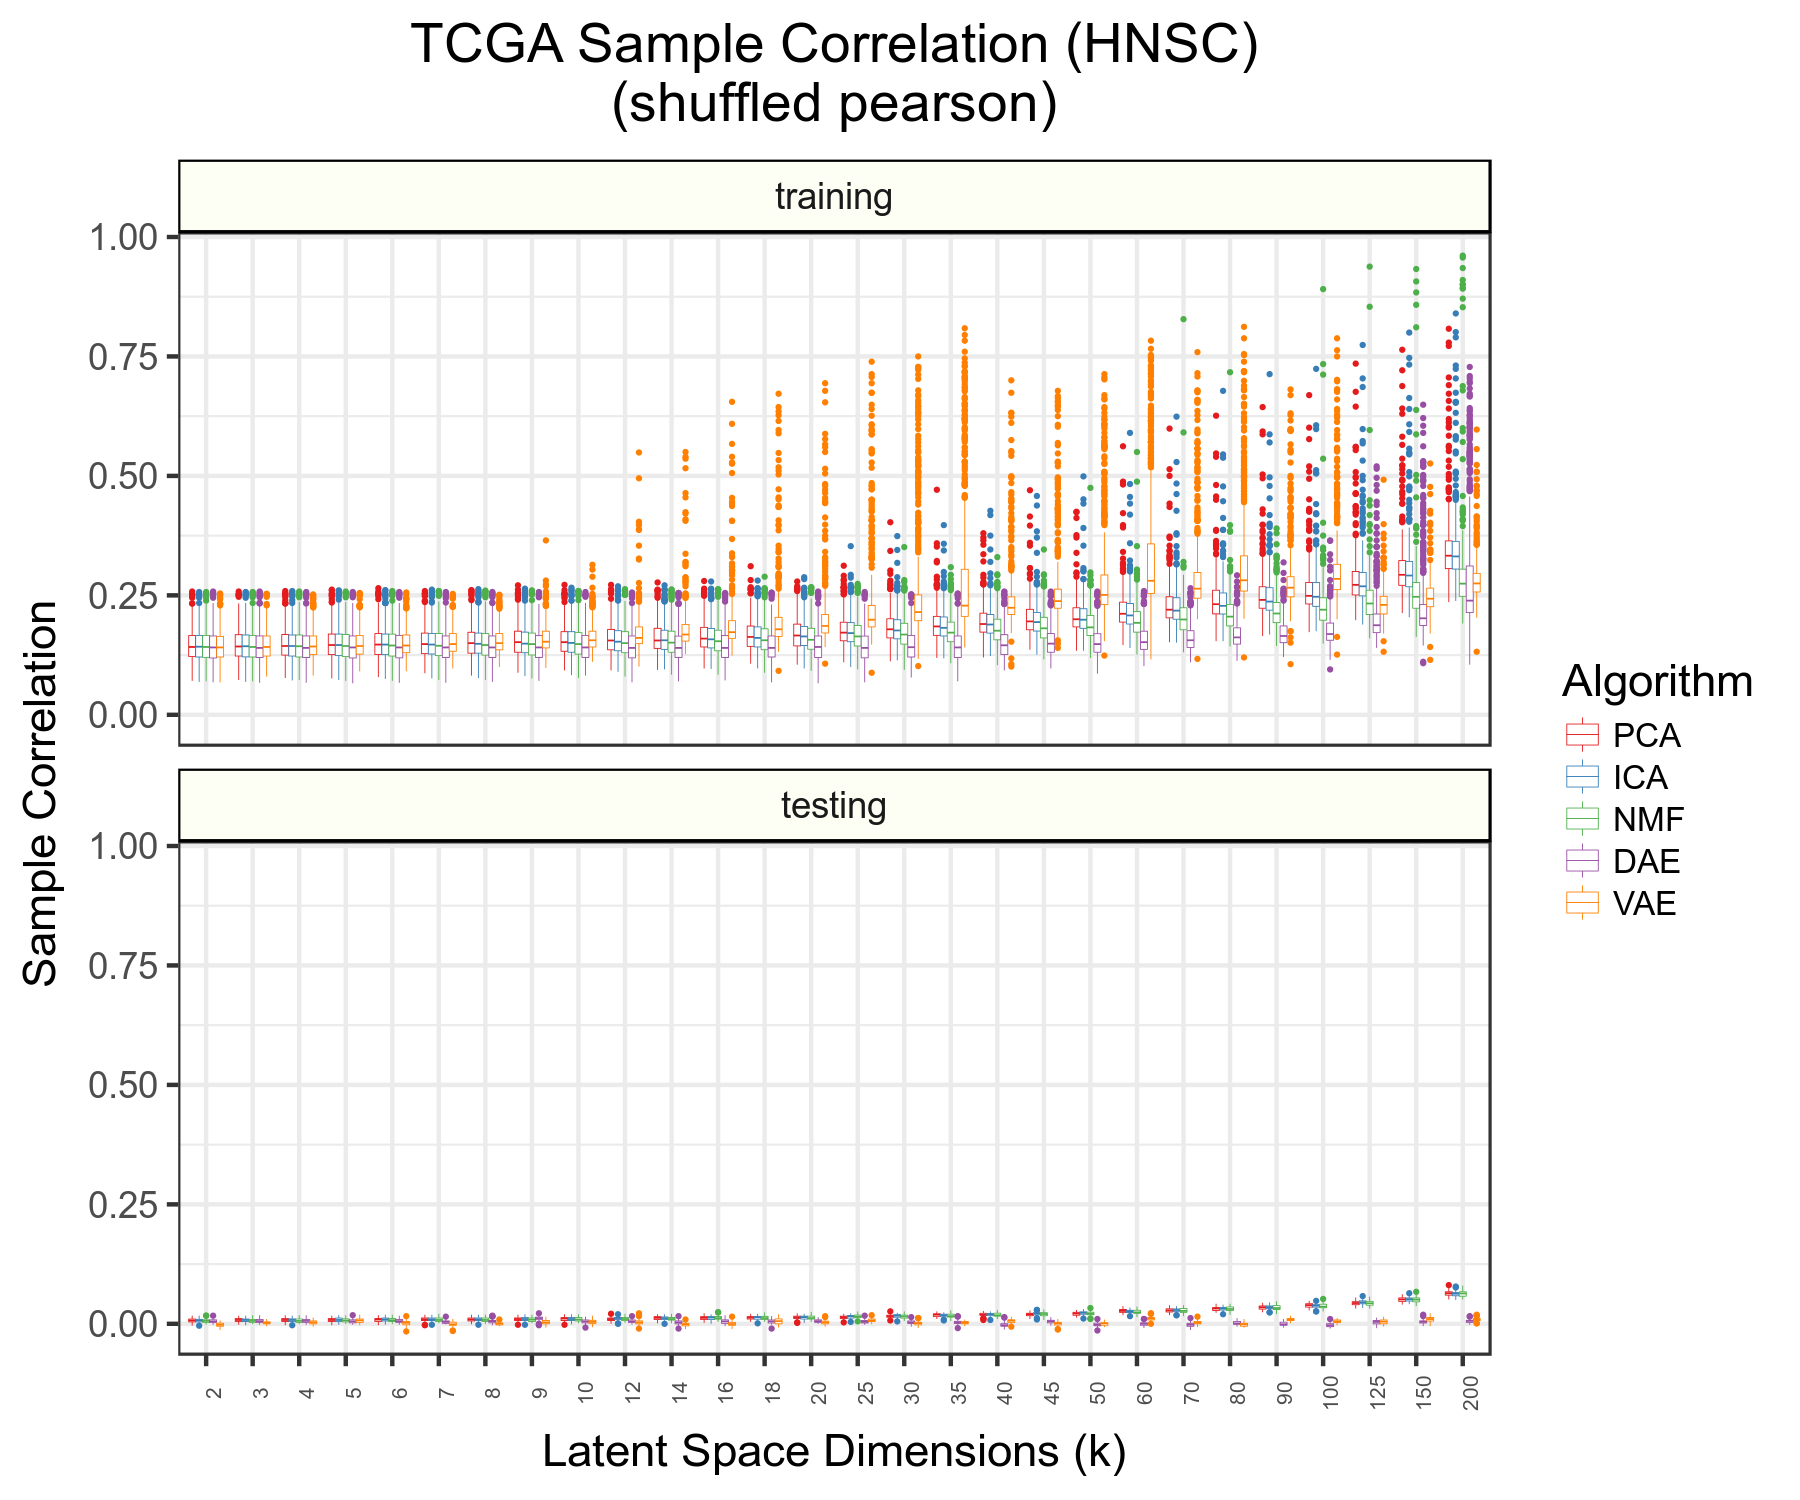 TCGA Sample Correlation (HNSC)
(shuffled pearson)
training
1.00
0.75
0.50
0.25
0.00
testing
1.00
0.75
0.50
0.25
0.00
Sample Correlation
2 3 4 5 6 7 8 9 10 12 14 16 18 20 25 30 35 40 45 50 60 70 80 90 100 125 150 200
Latent Space Dimensions (k)
Algorithm
PCA
ICA
NMF
DAE
VAE